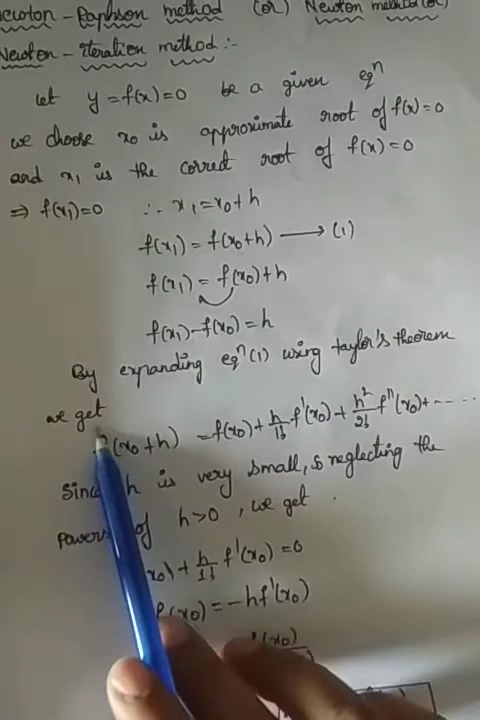 Newton-Raphson method (or) Newton method (or)
Newton-iteration method:-
Let y=f(x)=0 be a given eqⁿ
we choose x₀ is approximate root of f(x)=0
and x₁ is the correct root of f(x)=0
⇒ f(x₁)=0 ∴ x₁=x₀+h
f(x₁) = f(x₀+h) ⟶ (1)
f(x₁) = f(x₀)+h
f(x₁)-f(x₀)=h
By expanding eqⁿ(1) using taylor's theorem
we get
(x₀+h) =f(x₀)+h/1! f'(x₀)+h²/2! f''(x₀)+-- ...
Since h is very small, so neglecting the
powers of h>0, we get.
x₀)+h/1! f'(x₀)=0
f(x₀)=-hf'(x₀)
f(x₀)